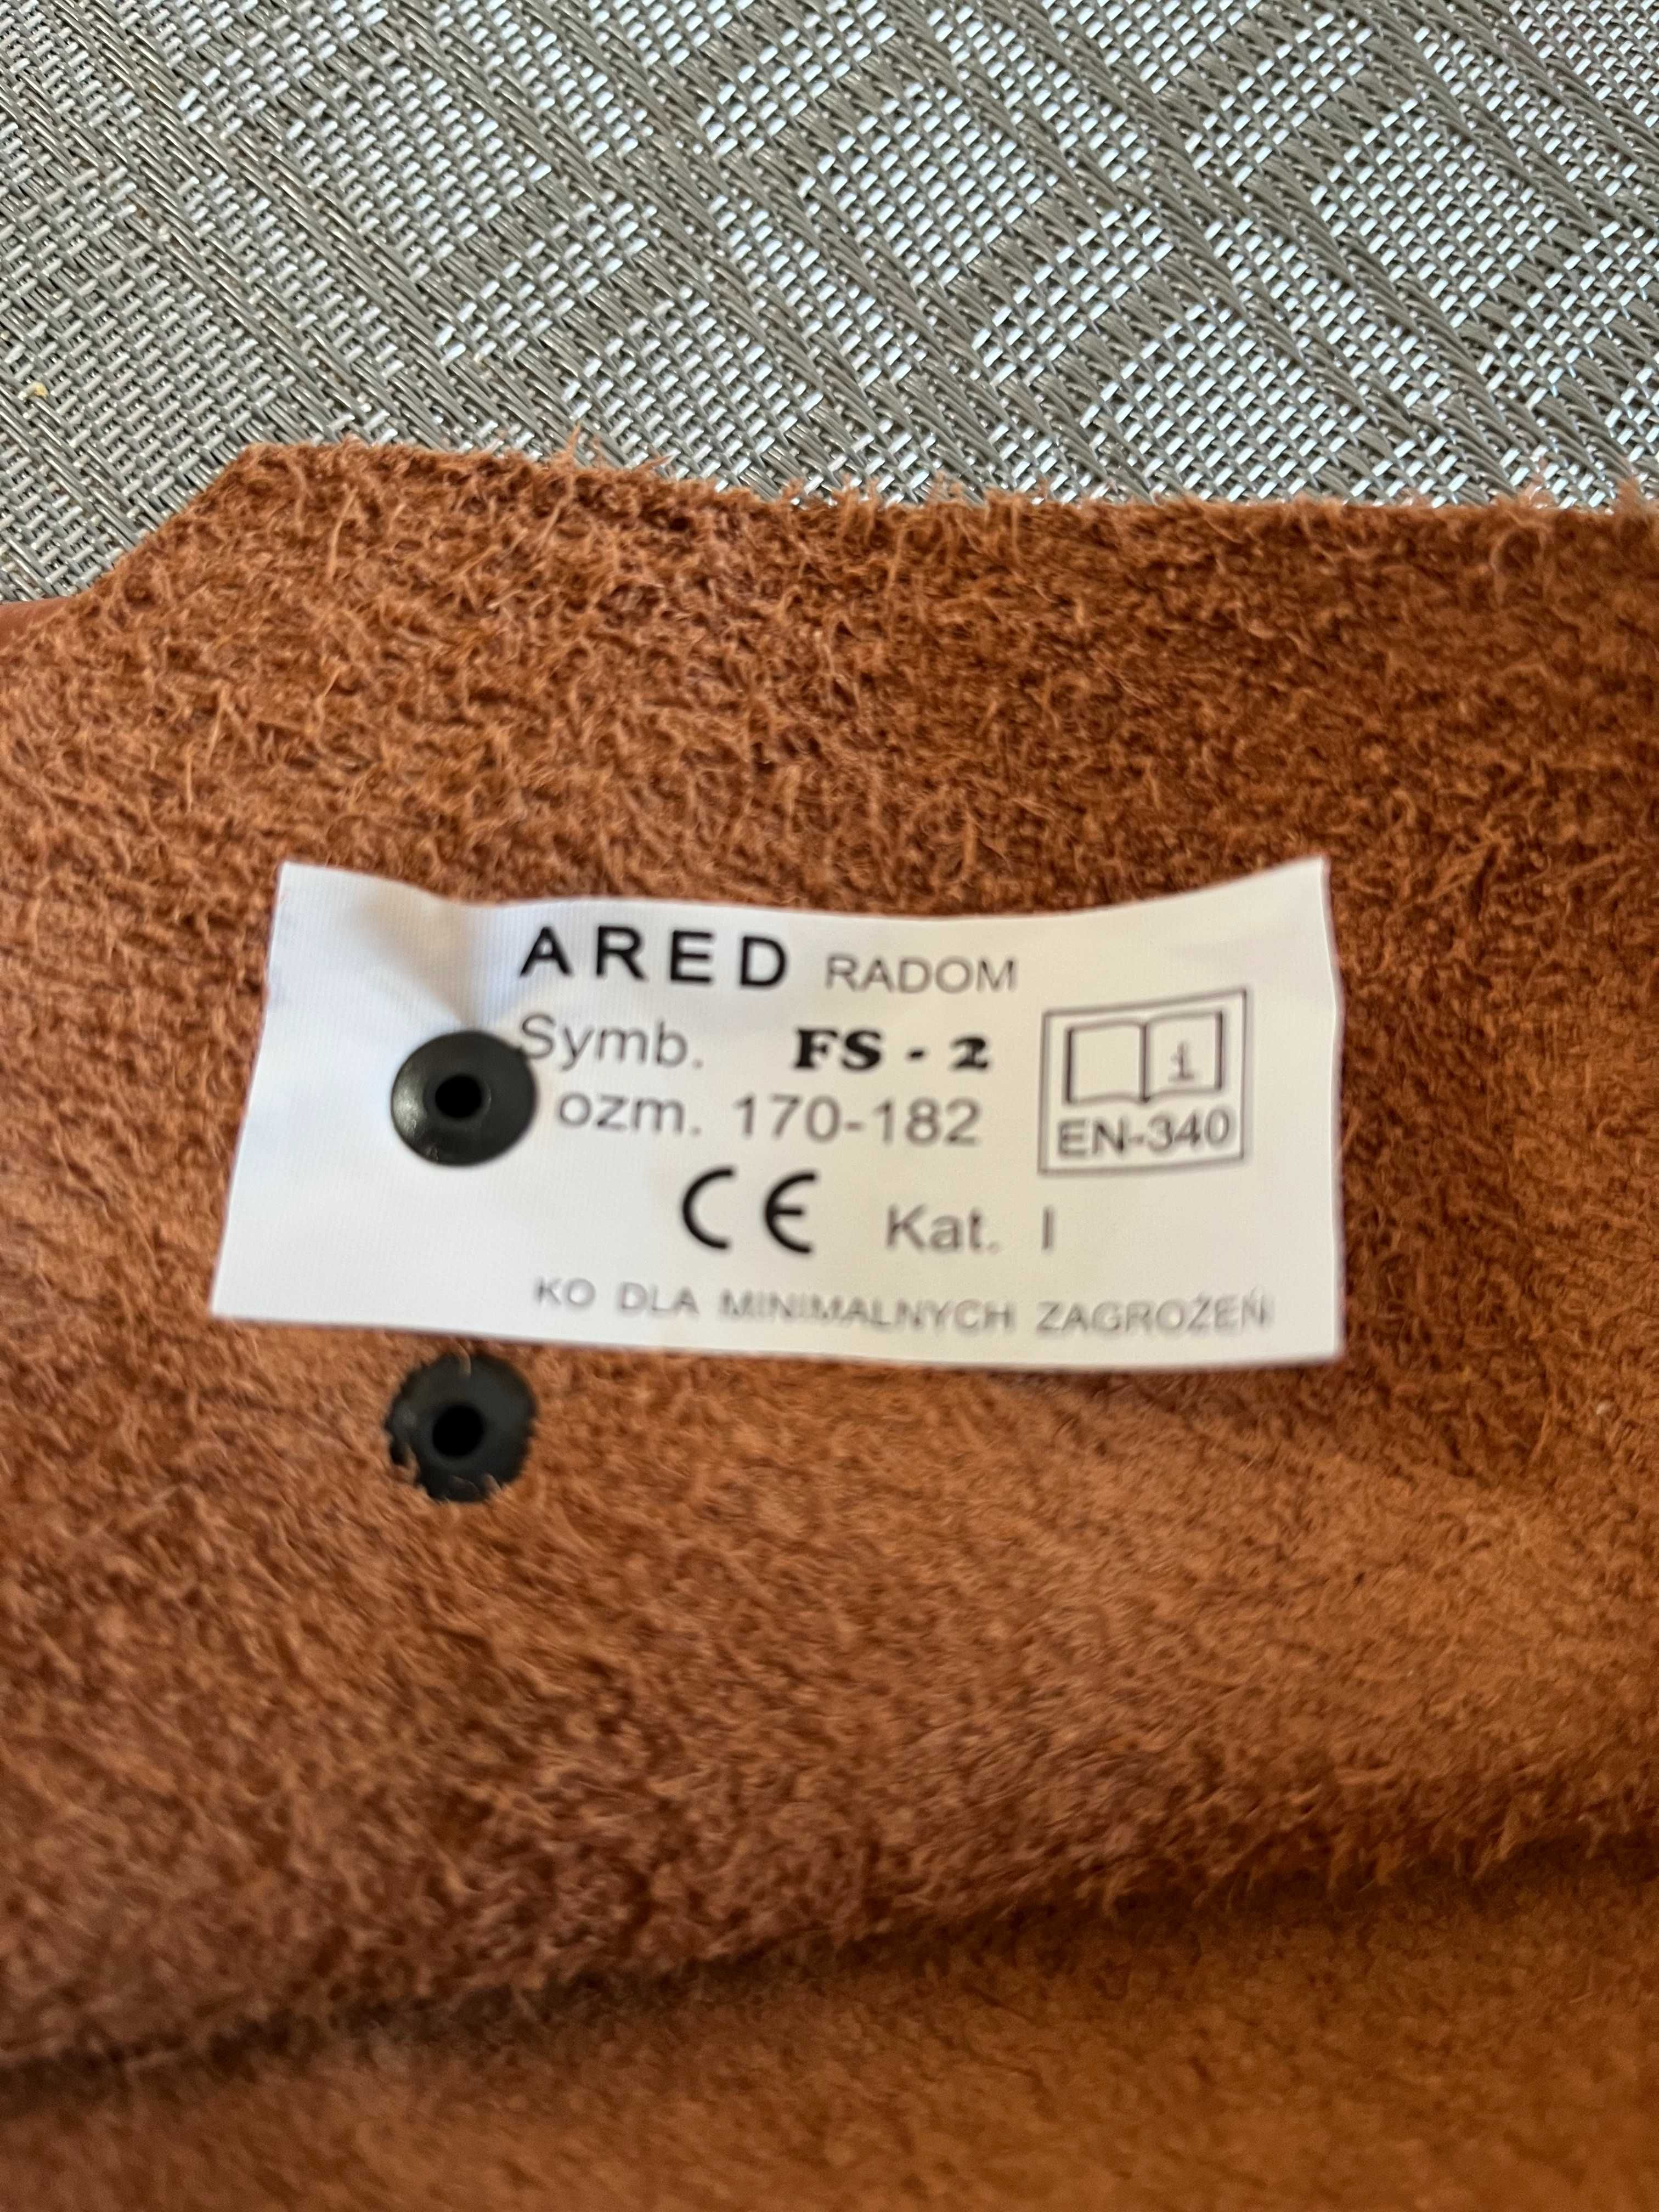 ARED RADOM
Symb. FS - 2
ozm. 170-182
i
EN-340
CE Kat. I
KO DLA MINIMALNYCH ZAGROŻEŃ